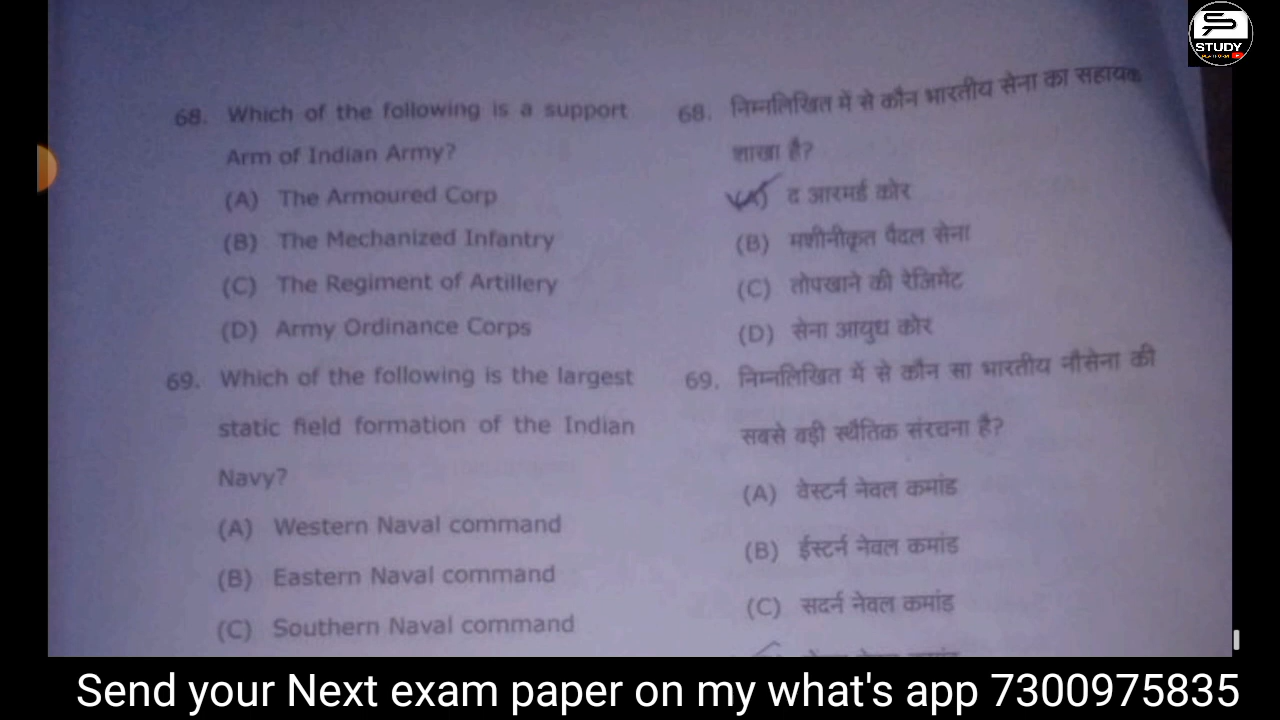 STUDY
PLATFORM
68. Which of the following is a support
Arm of Indian Army?
(A) The Armoured Corp
(B) The Mechanized Infantry
(C) The Regiment of Artillery
(D) Army Ordinance Corps
69. Which of the following is the largest
static field formation of the Indian
Navy?
(A) Western Naval command
(B) Eastern Naval command
(C) Southern Naval command
68. निम्नलिखित में से कौन भारतीय सेना का सहायक
शाखा है?
(A) द आरमर्ड कोर
(B) मशीनीकृत पैदल सेना
(C) तोपखाने की रेजिमेंट
(D) सेना आयुध कोर
69. निम्नलिखित में से कौन सा भारतीय नौसेना की
सबसे बड़ी स्थैतिक संरचना है?
(A) वेस्टर्न नेवल कमांड
(B) ईस्टर्न नेवल कमांड
(C) सदर्न नेवल कमांड
Send your Next exam paper on my what's app 7300975835